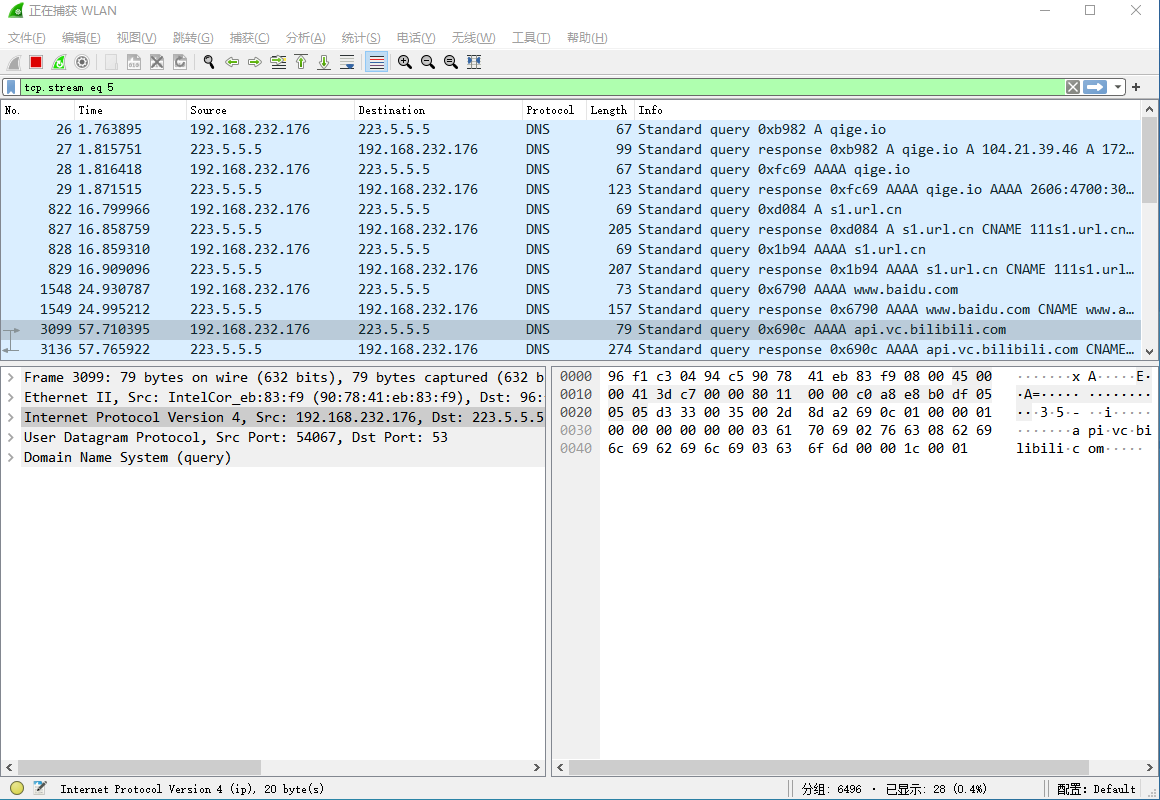 正在捕获 WLAN
文件(F) 编辑(E) 视图(V) 跳转(G) 捕获(C) 分析(A) 统计(S) 电话(Y) 无线(W) 工具(T) 帮助(H)
tcp.stream eq 5
No. Time Source Destination Protocol Length Info
26 1.763895 192.168.232.176 223.5.5.5 DNS 67 Standard query 0xb982 A qige.io
27 1.815751 223.5.5.5 192.168.232.176 DNS 99 Standard query response 0xb982 A qige.io A 104.21.39.46 A 172…
28 1.816418 192.168.232.176 223.5.5.5 DNS 67 Standard query 0xfc69 AAAA qige.io
29 1.871515 223.5.5.5 192.168.232.176 DNS 123 Standard query response 0xfc69 AAAA qige.io AAAA 2606:4700:30…
822 16.799966 192.168.232.176 223.5.5.5 DNS 69 Standard query 0xd084 A s1.url.cn
827 16.858759 223.5.5.5 192.168.232.176 DNS 205 Standard query response 0xd084 A s1.url.cn CNAME 111s1.url.cn…
828 16.859310 192.168.232.176 223.5.5.5 DNS 69 Standard query 0x1b94 AAAA s1.url.cn
829 16.909096 223.5.5.5 192.168.232.176 DNS 207 Standard query response 0x1b94 AAAA s1.url.cn CNAME 111s1.url…
1548 24.930787 192.168.232.176 223.5.5.5 DNS 73 Standard query 0x6790 AAAA www.baidu.com
1549 24.995212 223.5.5.5 192.168.232.176 DNS 157 Standard query response 0x6790 AAAA www.baidu.com CNAME www.a…
3099 57.710395 192.168.232.176 223.5.5.5 DNS 79 Standard query 0x690c AAAA api.vc.bilibili.com
3136 57.765922 223.5.5.5 192.168.232.176 DNS 274 Standard query response 0x690c AAAA api.vc.bilibili.com CNAME…
Frame 3099: 79 bytes on wire (632 bits), 79 bytes captured (632 b
Ethernet II, Src: IntelCor_eb:83:f9 (90:78:41:eb:83:f9), Dst: 96:
Internet Protocol Version 4, Src: 192.168.232.176, Dst: 223.5.5.5
User Datagram Protocol, Src Port: 54067, Dst Port: 53
Domain Name System (query)
0000 96 f1 c3 04 94 c5 90 78 41 eb 83 f9 08 00 45 00 ·······x A·····E·
0010 00 41 3d c7 00 00 80 11 00 00 c0 a8 e8 b0 df 05 ·A=····· ········
0020 05 05 d3 33 00 35 00 2d 8d a2 69 0c 01 00 00 01 ···3·5·- ··i·····
0030 00 00 00 00 00 00 03 61 70 69 02 76 63 08 62 69 ·······a pi·vc·bi
0040 6c 69 62 69 6c 69 03 63 6f 6d 00 00 1c 00 01 libili·c om·····
Internet Protocol Version 4 (ip), 20 byte(s)
分组: 6496 · 已显示: 28 (0.4%)
配置: Default